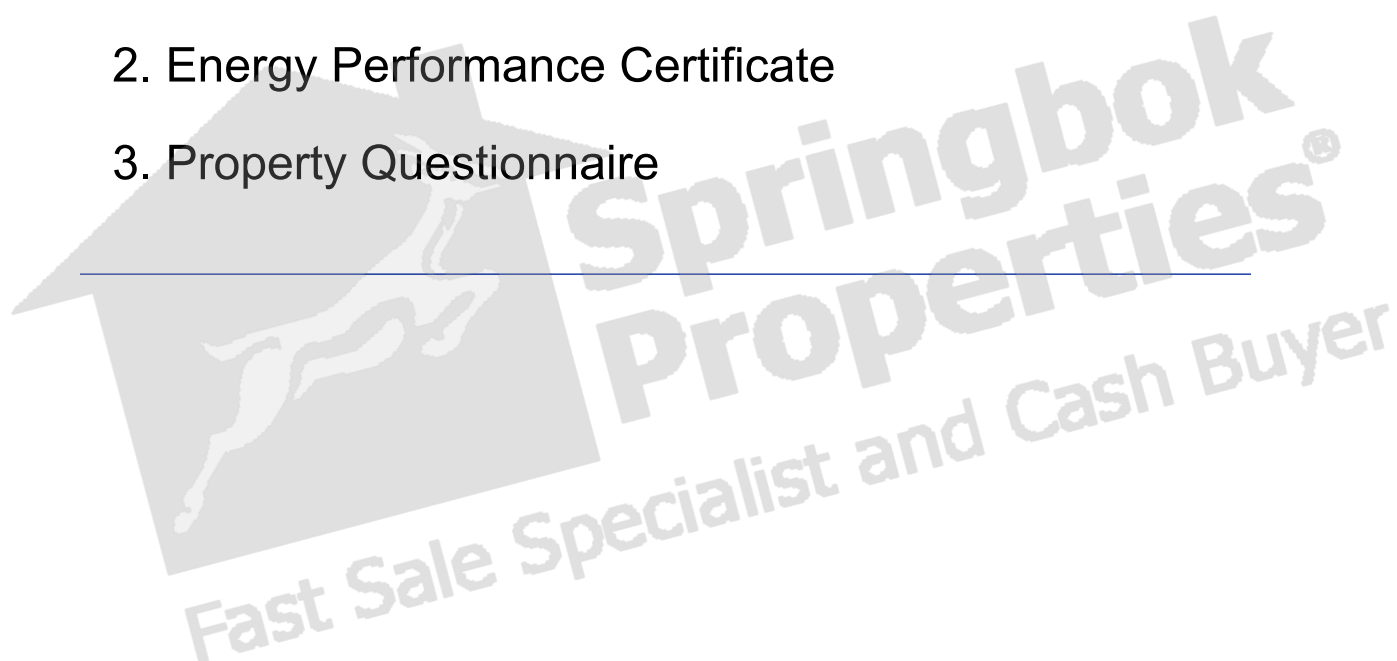 2. Energy Performance Certificate
3. Property Questionnaire
Springbok
Properties®
Fast Sale Specialist and Cash Buyer